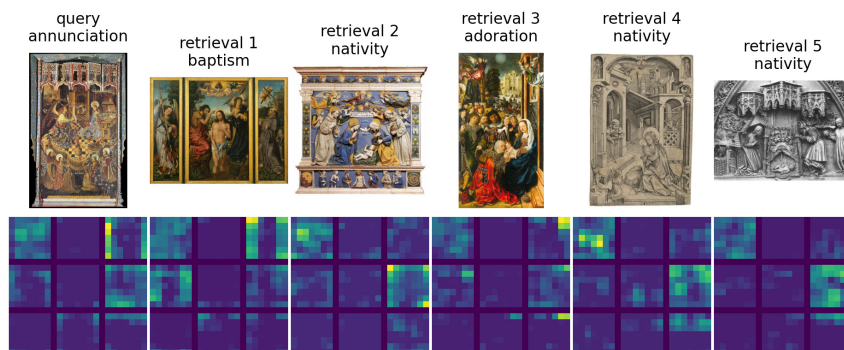 query
annunciation
retrieval 1
baptism
retrieval 2
nativity
retrieval 3
adoration
retrieval 4
nativity
retrieval 5
nativity